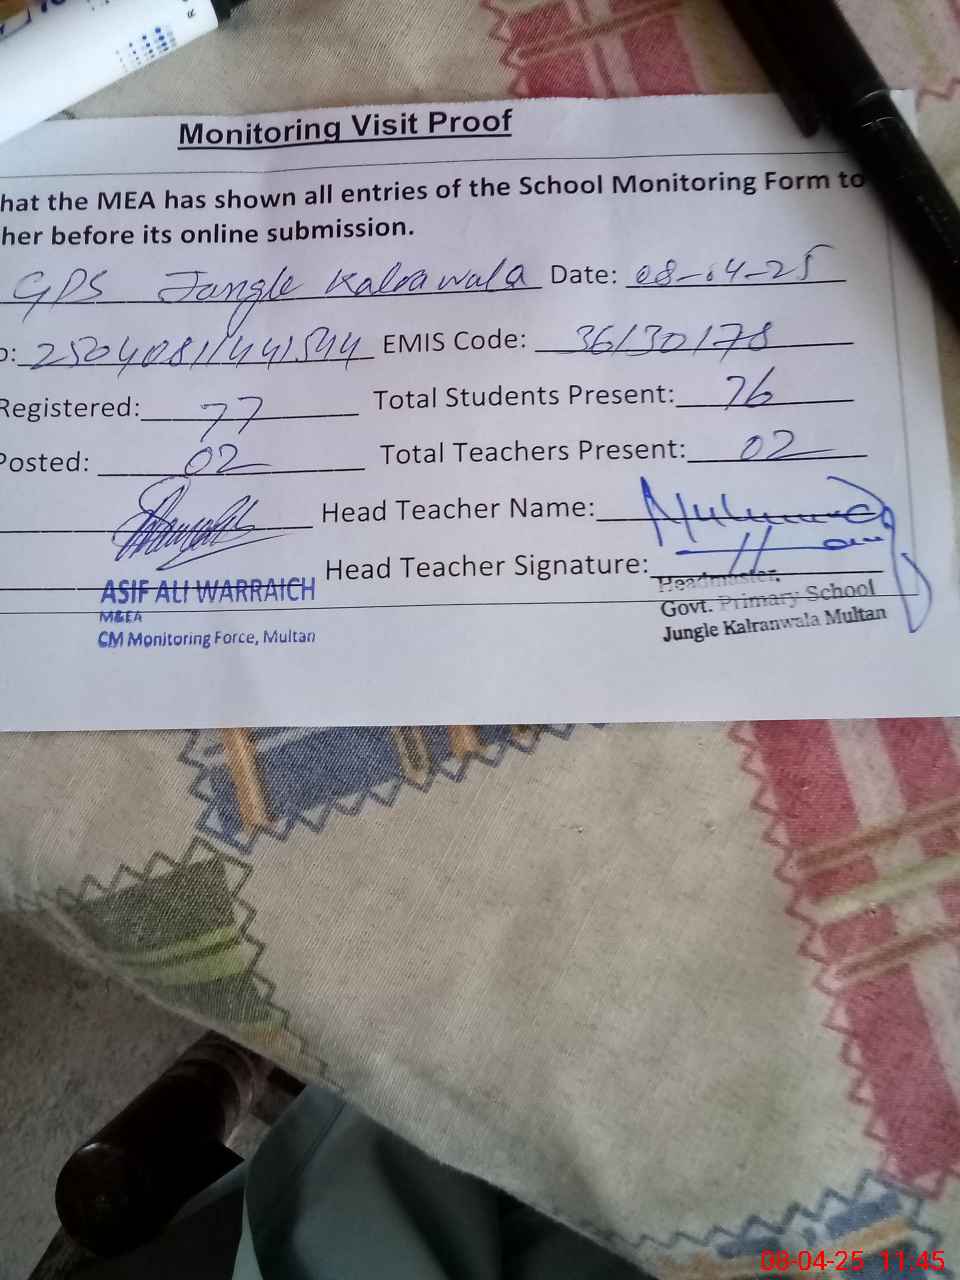 Monitoring Visit Proof
hat the MEA has shown all entries of the School Monitoring Form to
her before its online submission.
GPS Jangle Kalrawala Date: 08-04-25
EMIS Code: 36130178
Registered: 77 Total Students Present: 76
Posted: 02 Total Teachers Present: 02
Head Teacher Name:
Head Teacher Signature:
ASIF ALI WARRAICH
M&EA
CM Monitoring Force, Multan
Headmaster,
Govt. Primary School
Jungle Kalranwala Multan
08-04-25 11:45